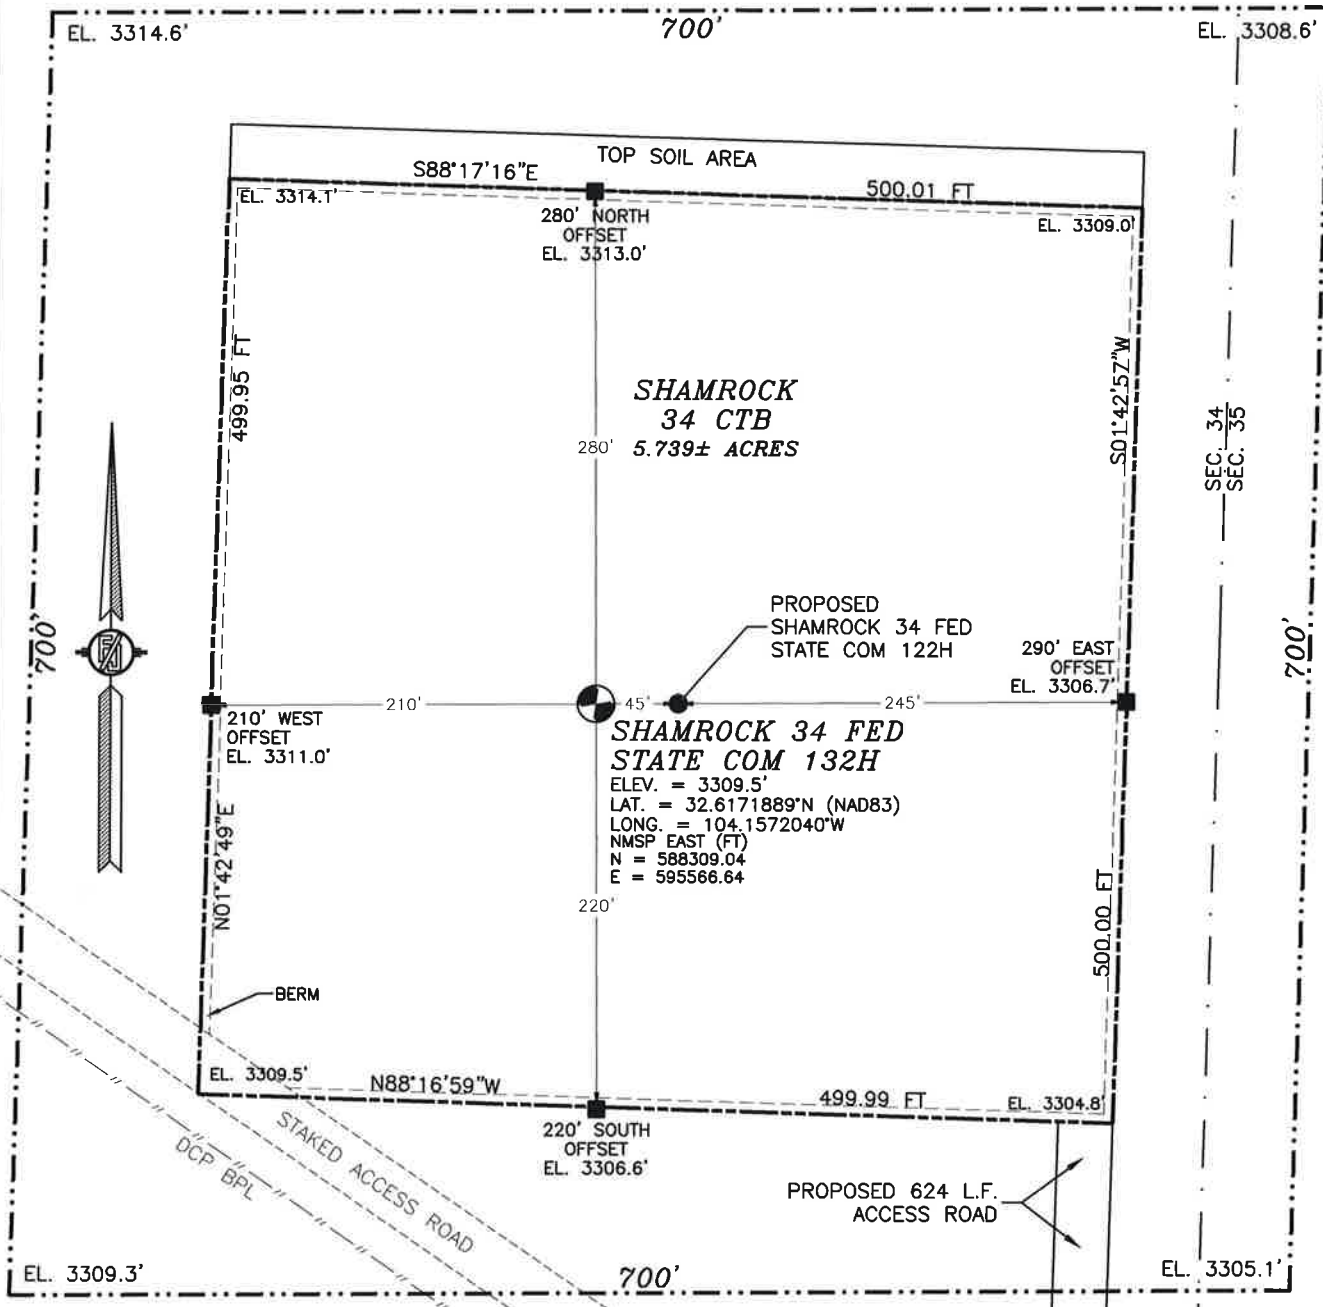 EL. 3314.6'
700'
EL. 3308.6'
TOP SOIL AREA
S88°17'16"E
500.01 FT
EL. 3314.1'
280' NORTH
OFFSET
EL. 3313.0'
EL. 3309.0'
499.95 FT
S01°42'57"W
SHAMROCK
34 CTB
5.739± ACRES
280'
SEC. 34
SEC. 35
700'
PROPOSED
SHAMROCK 34 FED
STATE COM 122H
290' EAST
OFFSET
EL. 3306.7'
700'
210'
45'
245'
210' WEST
OFFSET
EL. 3311.0'
SHAMROCK 34 FED
STATE COM 132H
ELEV. = 3309.5'
LAT. = 32.6171889°N (NAD83)
LONG. = 104.1572040°W
NMSP EAST (FT)
N = 588309.04
E = 595566.64
N01°42'49"E
220'
500.00 FT
BERM
EL. 3309.5'
N88°16'59"W
499.99 FT
EL. 3304.8'
220' SOUTH
OFFSET
EL. 3306.6'
STAKED ACCESS ROAD
DCP BPL
PROPOSED 624 L.F.
ACCESS ROAD
EL. 3309.3'
700'
EL. 3305.1'